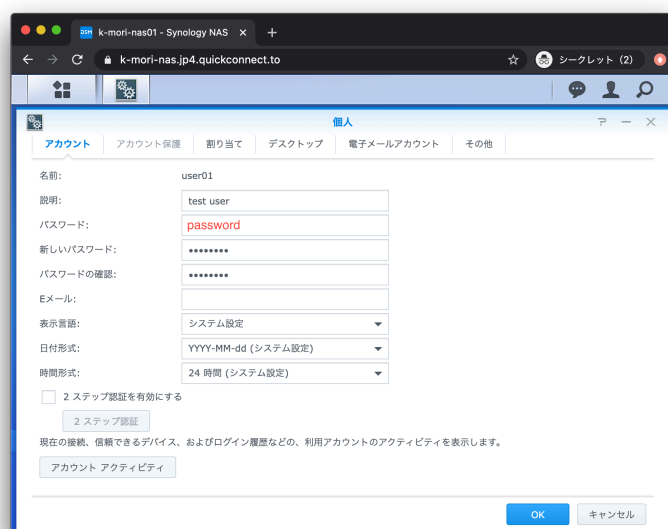 k-mori-nas01 - Synology NAS
k-mori-nas.jp4.quickconnect.to
シークレット（2）
個人
アカウント アカウント保護 割り当て デスクトップ 電子メールアカウント その他
名前: user01
説明: test user
パスワード: password
新しいパスワード: ••••••••
パスワードの確認: ••••••••
Eメール:
表示言語: システム設定
日付形式: YYYY-MM-dd (システム設定)
時間形式: 24 時間 (システム設定)
2 ステップ認証を有効にする
2 ステップ認証
現在の接続、信頼できるデバイス、およびログイン履歴などの、利用アカウントのアクティビティを表示します。
アカウント アクティビティ
OK キャンセル